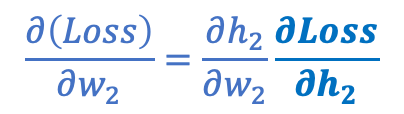 ∂(Loss)/∂w₂ = ∂h₂/∂w₂ ∂Loss/∂h₂